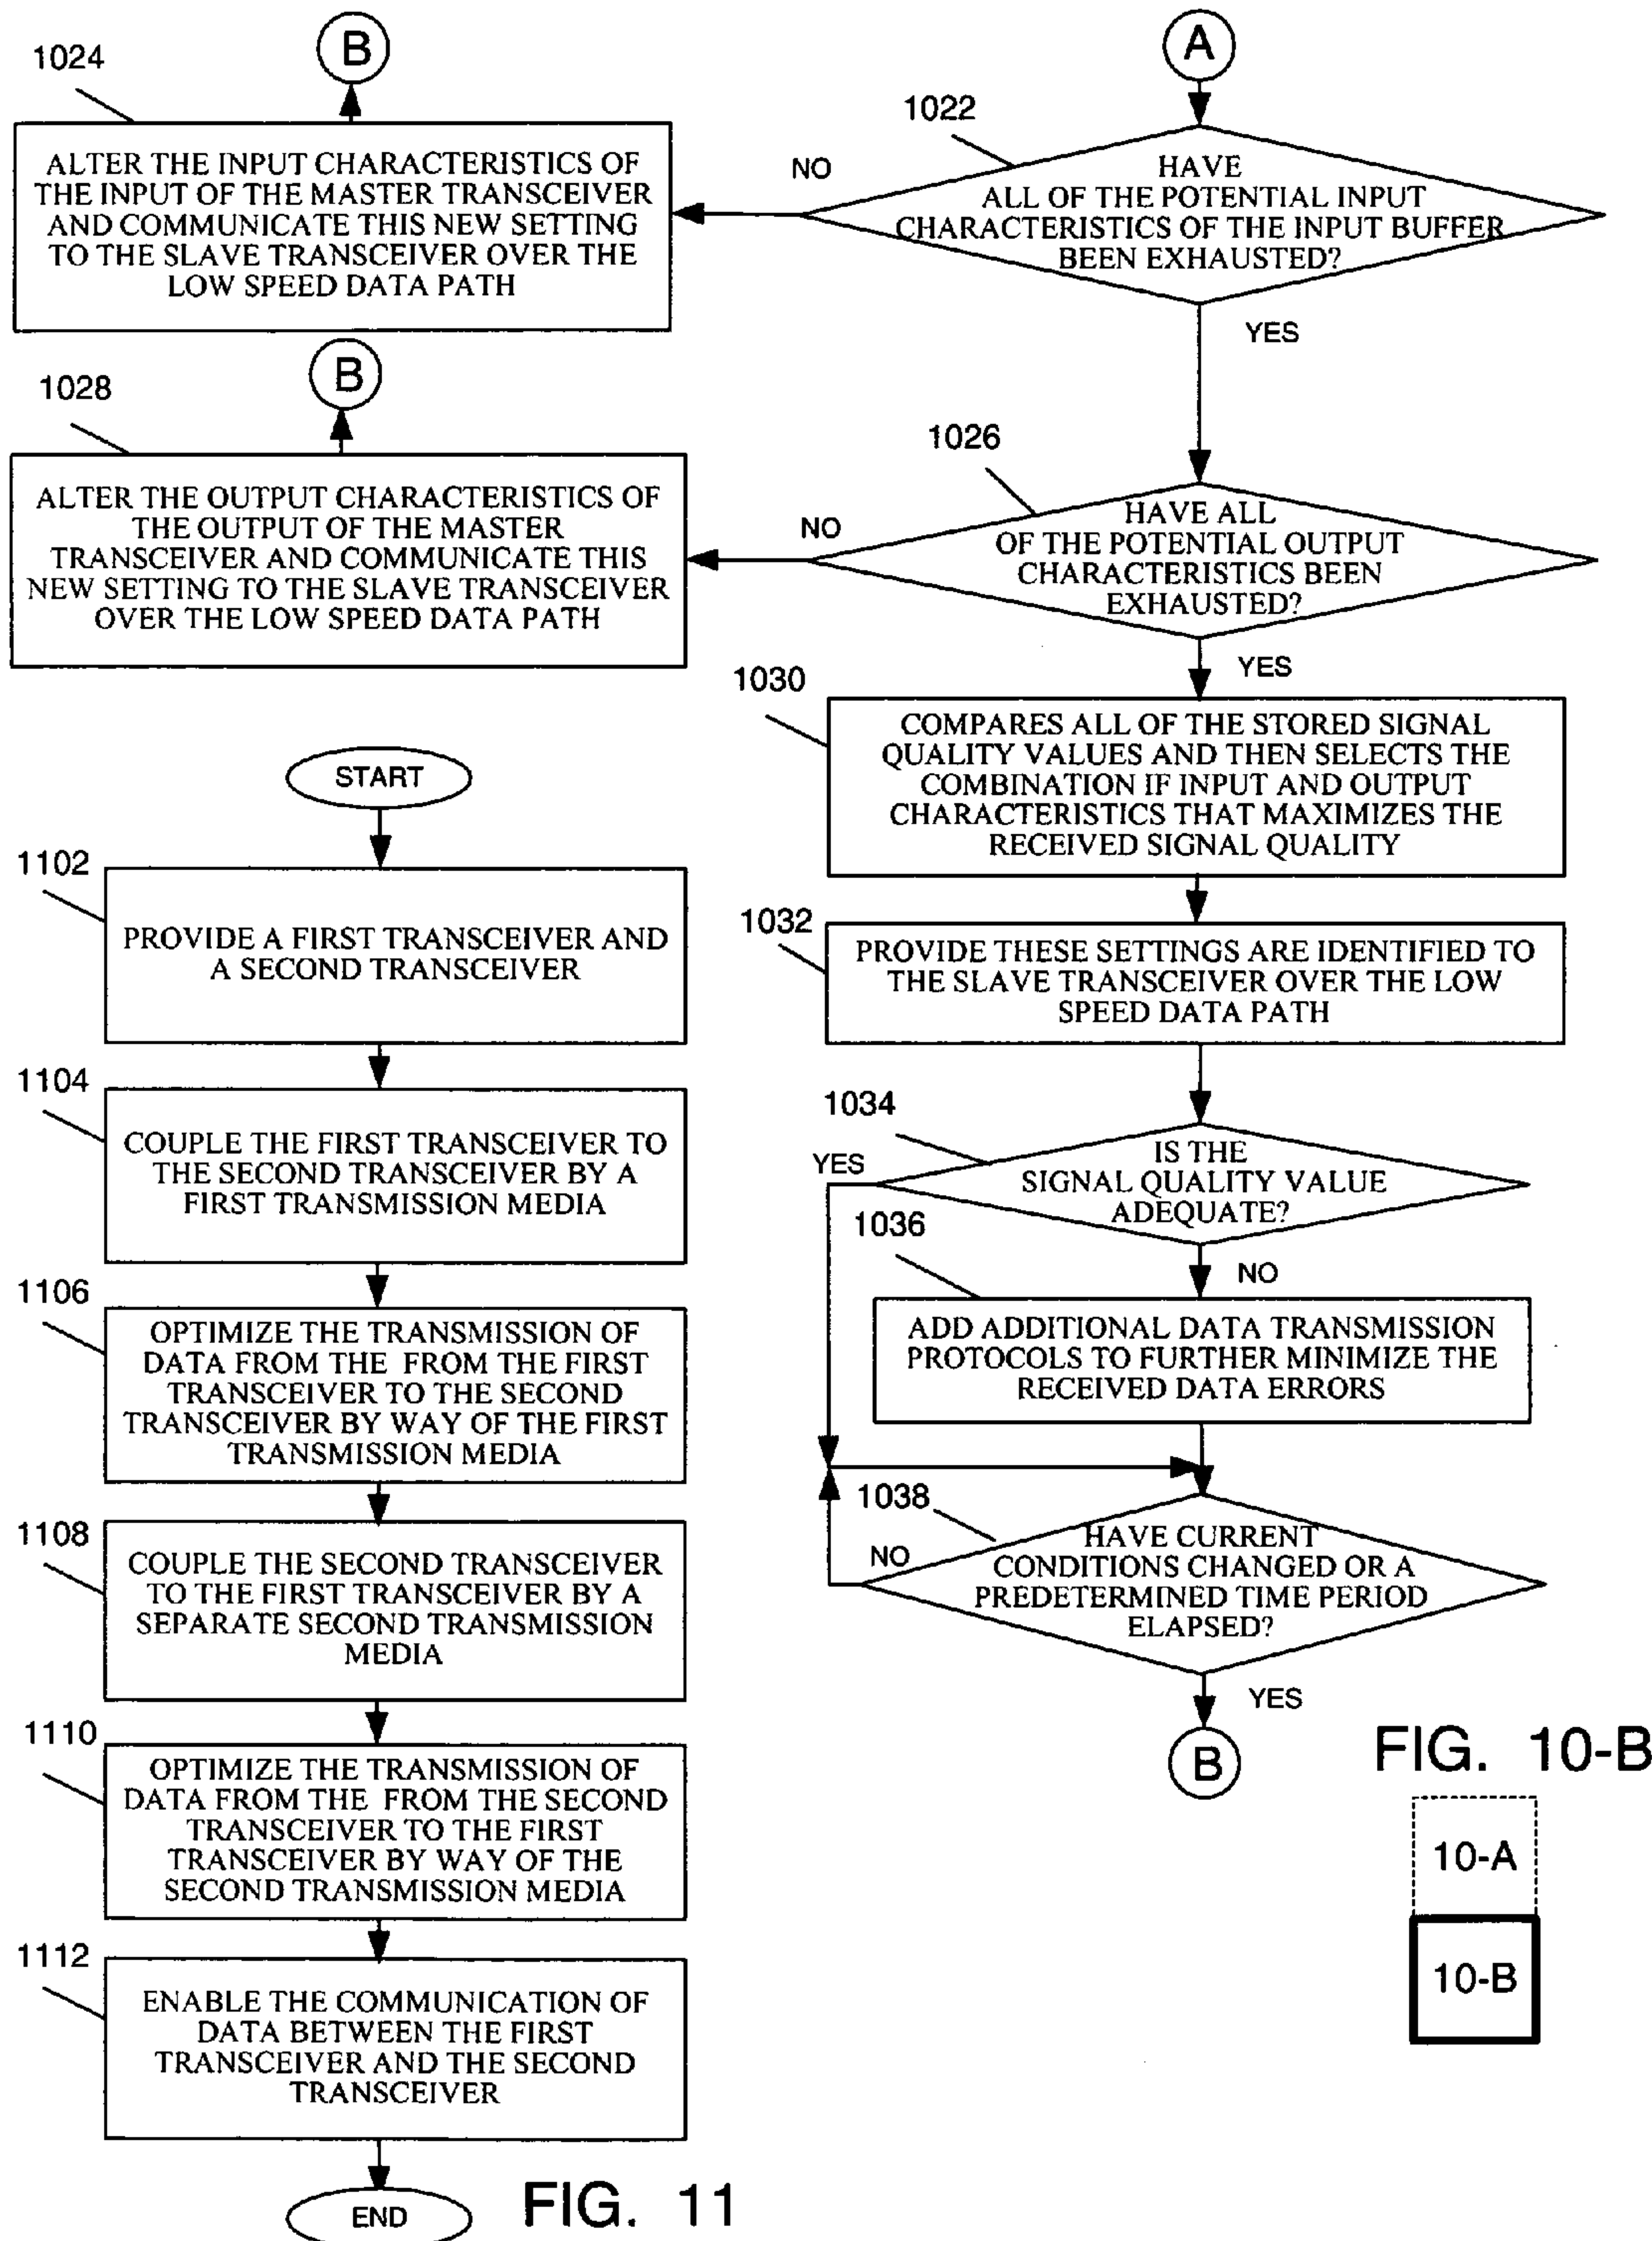 B
1024
ALTER THE INPUT CHARACTERISTICS OF
THE INPUT OF THE MASTER TRANSCEIVER
AND COMMUNICATE THIS NEW SETTING
TO THE SLAVE TRANSCEIVER OVER THE
LOW SPEED DATA PATH
A
1022
NO
HAVE
ALL OF THE POTENTIAL INPUT
CHARACTERISTICS OF THE INPUT BUFFER
BEEN EXHAUSTED?
YES
B
1028
ALTER THE OUTPUT CHARACTERISTICS OF
THE OUTPUT OF THE MASTER
TRANSCEIVER AND COMMUNICATE THIS
NEW SETTING TO THE SLAVE TRANSCEIVER
OVER THE LOW SPEED DATA PATH
1026
NO
HAVE ALL
OF THE POTENTIAL OUTPUT
CHARACTERISTICS BEEN
EXHAUSTED?
YES
1030
COMPARES ALL OF THE STORED SIGNAL
QUALITY VALUES AND THEN SELECTS THE
COMBINATION IF INPUT AND OUTPUT
CHARACTERISTICS THAT MAXIMIZES THE
RECEIVED SIGNAL QUALITY
1032
PROVIDE THESE SETTINGS ARE IDENTIFIED TO
THE SLAVE TRANSCEIVER OVER THE LOW
SPEED DATA PATH
1034
YES
IS THE
SIGNAL QUALITY VALUE
ADEQUATE?
1036
NO
ADD ADDITIONAL DATA TRANSMISSION
PROTOCOLS TO FURTHER MINIMIZE THE
RECEIVED DATA ERRORS
1038
NO
HAVE CURRENT
CONDITIONS CHANGED OR A
PREDETERMINED TIME PERIOD
ELAPSED?
YES
B
FIG. 10-B
10-A
10-B
START
1102
PROVIDE A FIRST TRANSCEIVER AND
A SECOND TRANSCEIVER
1104
COUPLE THE FIRST TRANSCEIVER TO
THE SECOND TRANSCEIVER BY A
FIRST TRANSMISSION MEDIA
1106
OPTIMIZE THE TRANSMISSION OF
DATA FROM THE FROM THE FIRST
TRANSCEIVER TO THE SECOND
TRANSCEIVER BY WAY OF THE FIRST
TRANSMISSION MEDIA
1108
COUPLE THE SECOND TRANSCEIVER
TO THE FIRST TRANSCEIVER BY A
SEPARATE SECOND TRANSMISSION
MEDIA
1110
OPTIMIZE THE TRANSMISSION OF
DATA FROM THE FROM THE SECOND
TRANSCEIVER TO THE FIRST
TRANSCEIVER BY WAY OF THE
SECOND TRANSMISSION MEDIA
1112
ENABLE THE COMMUNICATION OF
DATA BETWEEN THE FIRST
TRANSCEIVER AND THE SECOND
TRANSCEIVER
END
FIG. 11